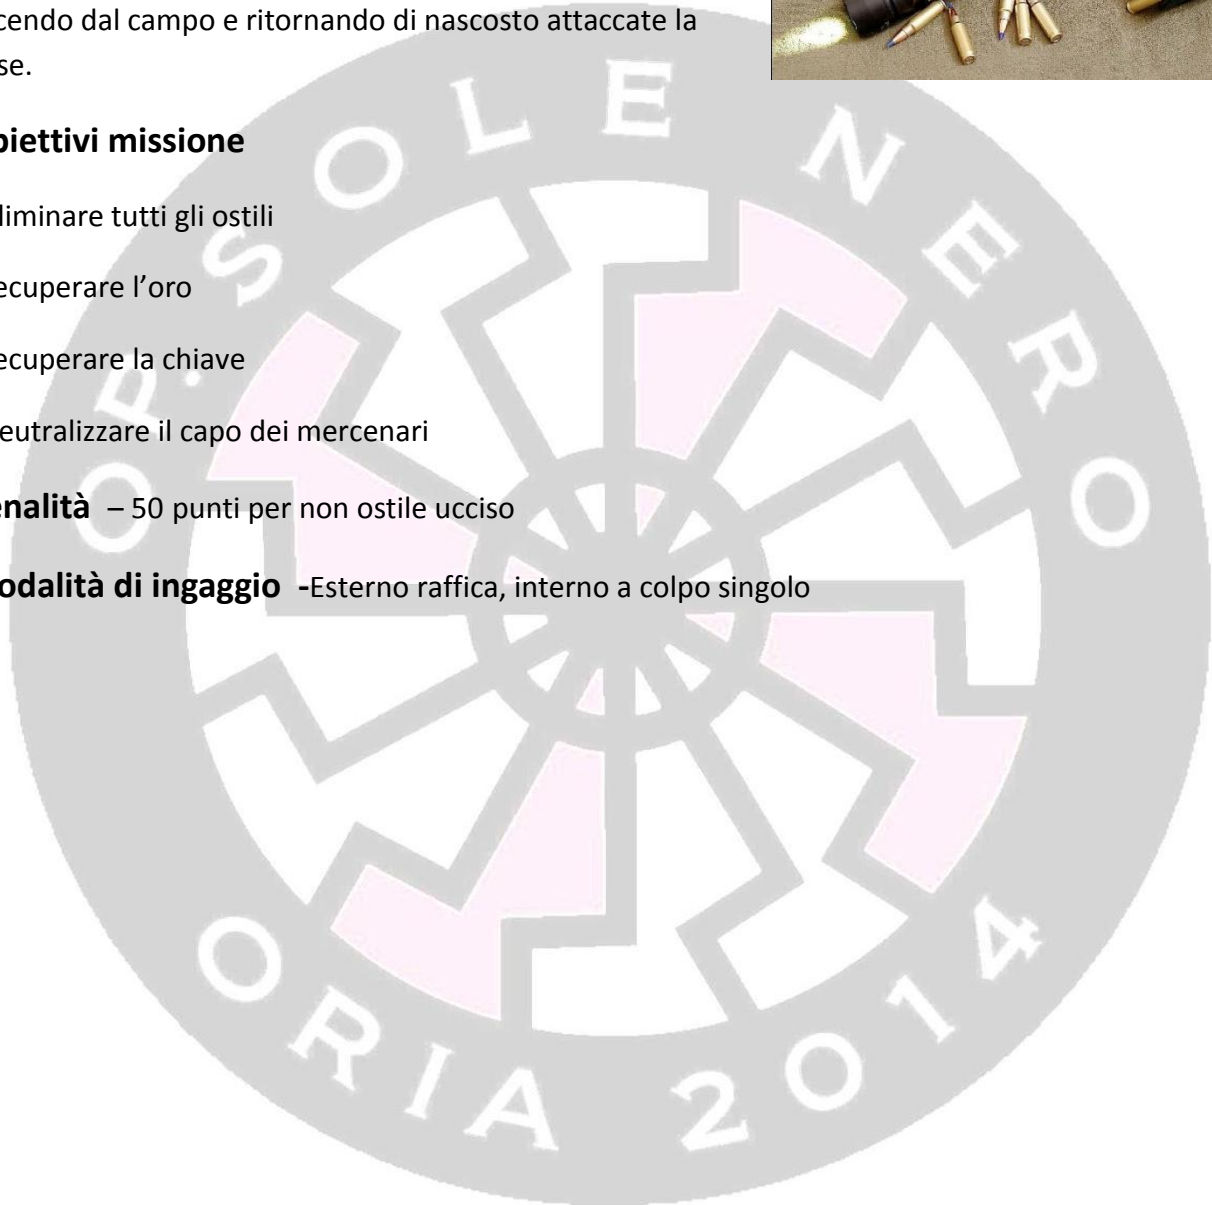 cendo dal campo e ritornando di nascosto attaccate la
se.
biettivi missione
liminare tutti gli ostili
ecuperare l’oro
ecuperare la chiave
eutralizzare il capo dei mercenari
enalità – 50 punti per non ostile ucciso
odalità di ingaggio -Esterno raffica, interno a colpo singolo
OP. SOLE NERO
ORIA 2014